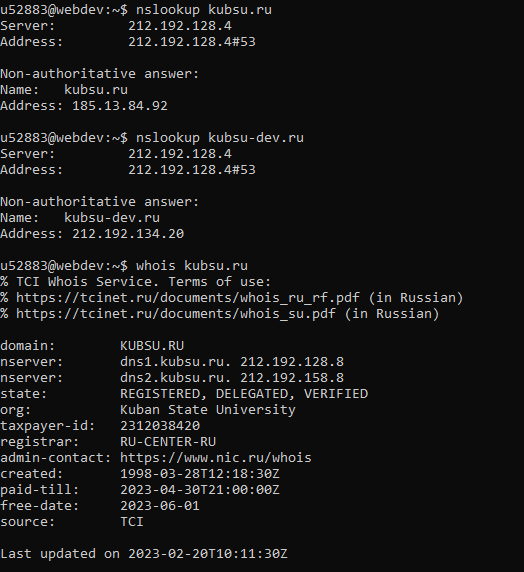 u52883@webdev:~$ nslookup kubsu.ru
Server:         212.192.128.4
Address:        212.192.128.4#53

Non-authoritative answer:
Name:   kubsu.ru
Address: 185.13.84.92

u52883@webdev:~$ nslookup kubsu-dev.ru
Server:         212.192.128.4
Address:        212.192.128.4#53

Non-authoritative answer:
Name:   kubsu-dev.ru
Address: 212.192.134.20

u52883@webdev:~$ whois kubsu.ru
% TCI Whois Service. Terms of use:
% https://tcinet.ru/documents/whois_ru_rf.pdf (in Russian)
% https://tcinet.ru/documents/whois_su.pdf (in Russian)

domain:        KUBSU.RU
nserver:       dns1.kubsu.ru. 212.192.128.8
nserver:       dns2.kubsu.ru. 212.192.158.8
state:         REGISTERED, DELEGATED, VERIFIED
org:           Kuban State University
taxpayer-id:   2312038420
registrar:     RU-CENTER-RU
admin-contact: https://www.nic.ru/whois
created:       1998-03-28T12:18:30Z
paid-till:     2023-04-30T21:00:00Z
free-date:     2023-06-01
source:        TCI

Last updated on 2023-02-20T10:11:30Z